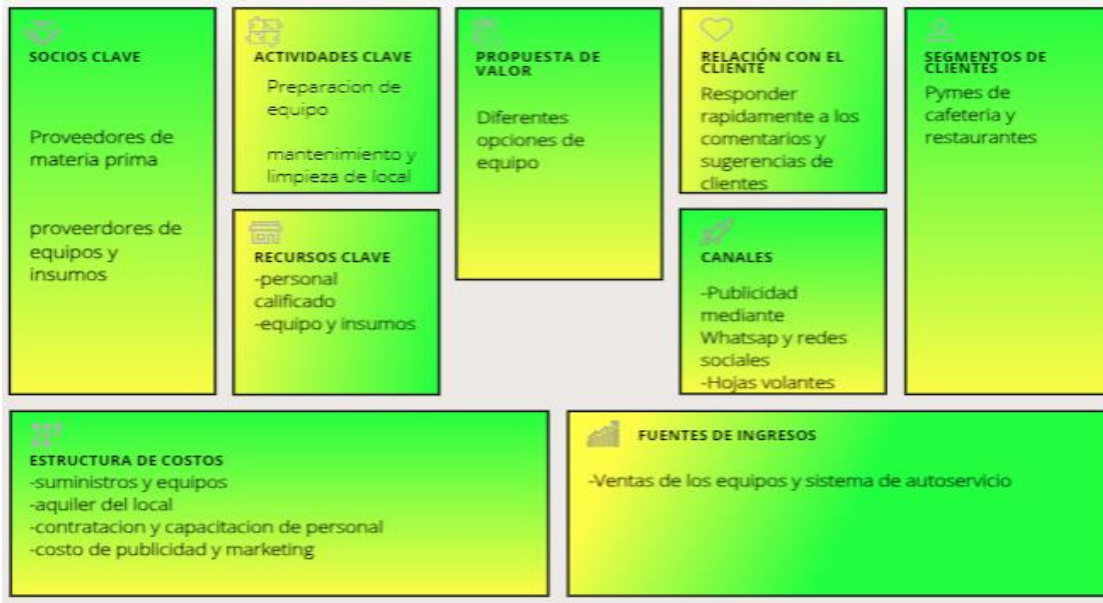 SOCIOS CLAVE
Proveedores de
materia prima
proveerdores de
equipos y
insumos
ACTIVIDADES CLAVE
Preparacion de
equipo
mantenimiento y
limpieza de local
RECURSOS CLAVE
-personal
calificado
-equipo y insumos
PROPUESTA DE
VALOR
Diferentes
opciones de
equipo
RELACIÓN CON EL
CLIENTE
Responder
rapidamente a los
comentarios y
sugerencias de
clientes
CANALES
-Publicidad
mediante
Whatsap y redes
sociales
-Hojas volantes
SEGMENTOS DE
CLIENTES
Pymes de
cafeteria y
restaurantes
ESTRUCTURA DE COSTOS
-suministros y equipos
-aquiler del local
-contratacion y capacitacion de personal
-costo de publicidad y marketing
FUENTES DE INGRESOS
-Ventas de los equipos y sistema de autoservicio